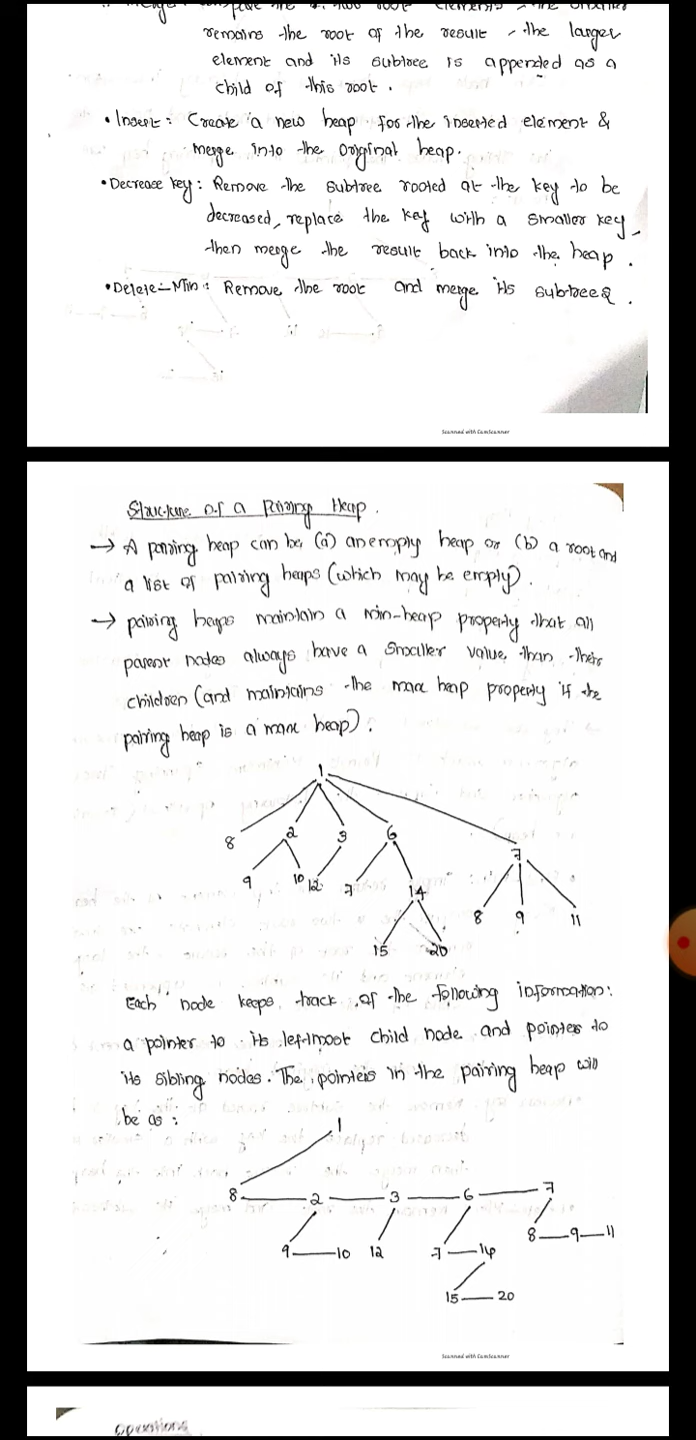 remains the root of the result, the larger
element and its subtree is appended as a
child of this root.
• Insert: Create a new heap for the inserted element &
merge into the original heap.
• Decrease key: Remove the subtree rooted at the key to be
decreased, replace the key with a smaller key,
then merge the result back into the heap.
• Delete-Min: Remove the root and merge its subtrees.
Scanned with CamScanner
Structure of a Pairing Heap.
→ A pairing heap can be (a) an empty heap or (b) a root and
a list of pairing heaps (which may be empty).
→ pairing heaps maintain a min-heap property that all
parent nodes always have a smaller value than their
children (and maintains the max heap property if the
pairing heap is a max heap).
1
8 2 3 6 7
9 10 12 7 14 8 9 11
15 20
Each node keeps track of the following information:
a pointer to its leftmost child node and pointers to
its sibling nodes. The pointers in the pairing heap will
be as:
1
8 2 3 6 7
9 10 12 7 14 8 9 11
15 20
Scanned with CamScanner
Operations